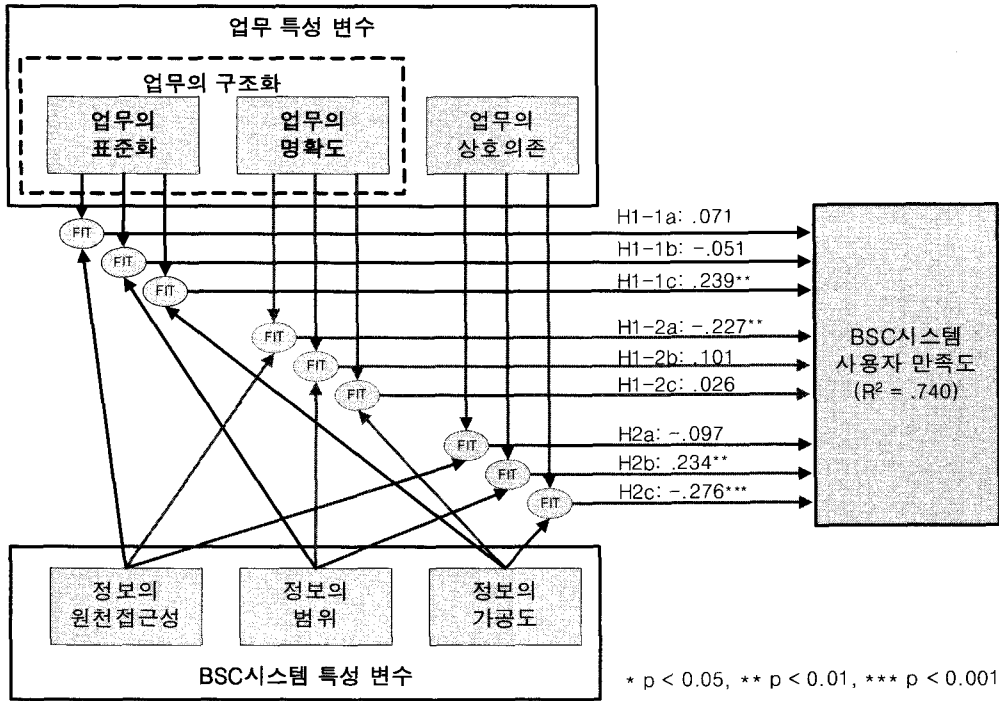 업무 특성 변수
업무의 구조화
업무의
표준화
업무의
명확도
업무의
상호의존
FIT
FIT
FIT
FIT
FIT
FIT
FIT
FIT
FIT
H1-1a: .071
H1-1b: -.051
H1-1c: .239**
H1-2a: -.227**
H1-2b: .101
H1-2c: .026
H2a: -.097
H2b: .234**
H2c: -.276***
BSC시스템
사용자 만족도
(R² = .740)
정보의
원천접근성
정보의
범위
정보의
가공도
BSC시스템 특성 변수
* p < 0.05, ** p < 0.01, *** p < 0.001